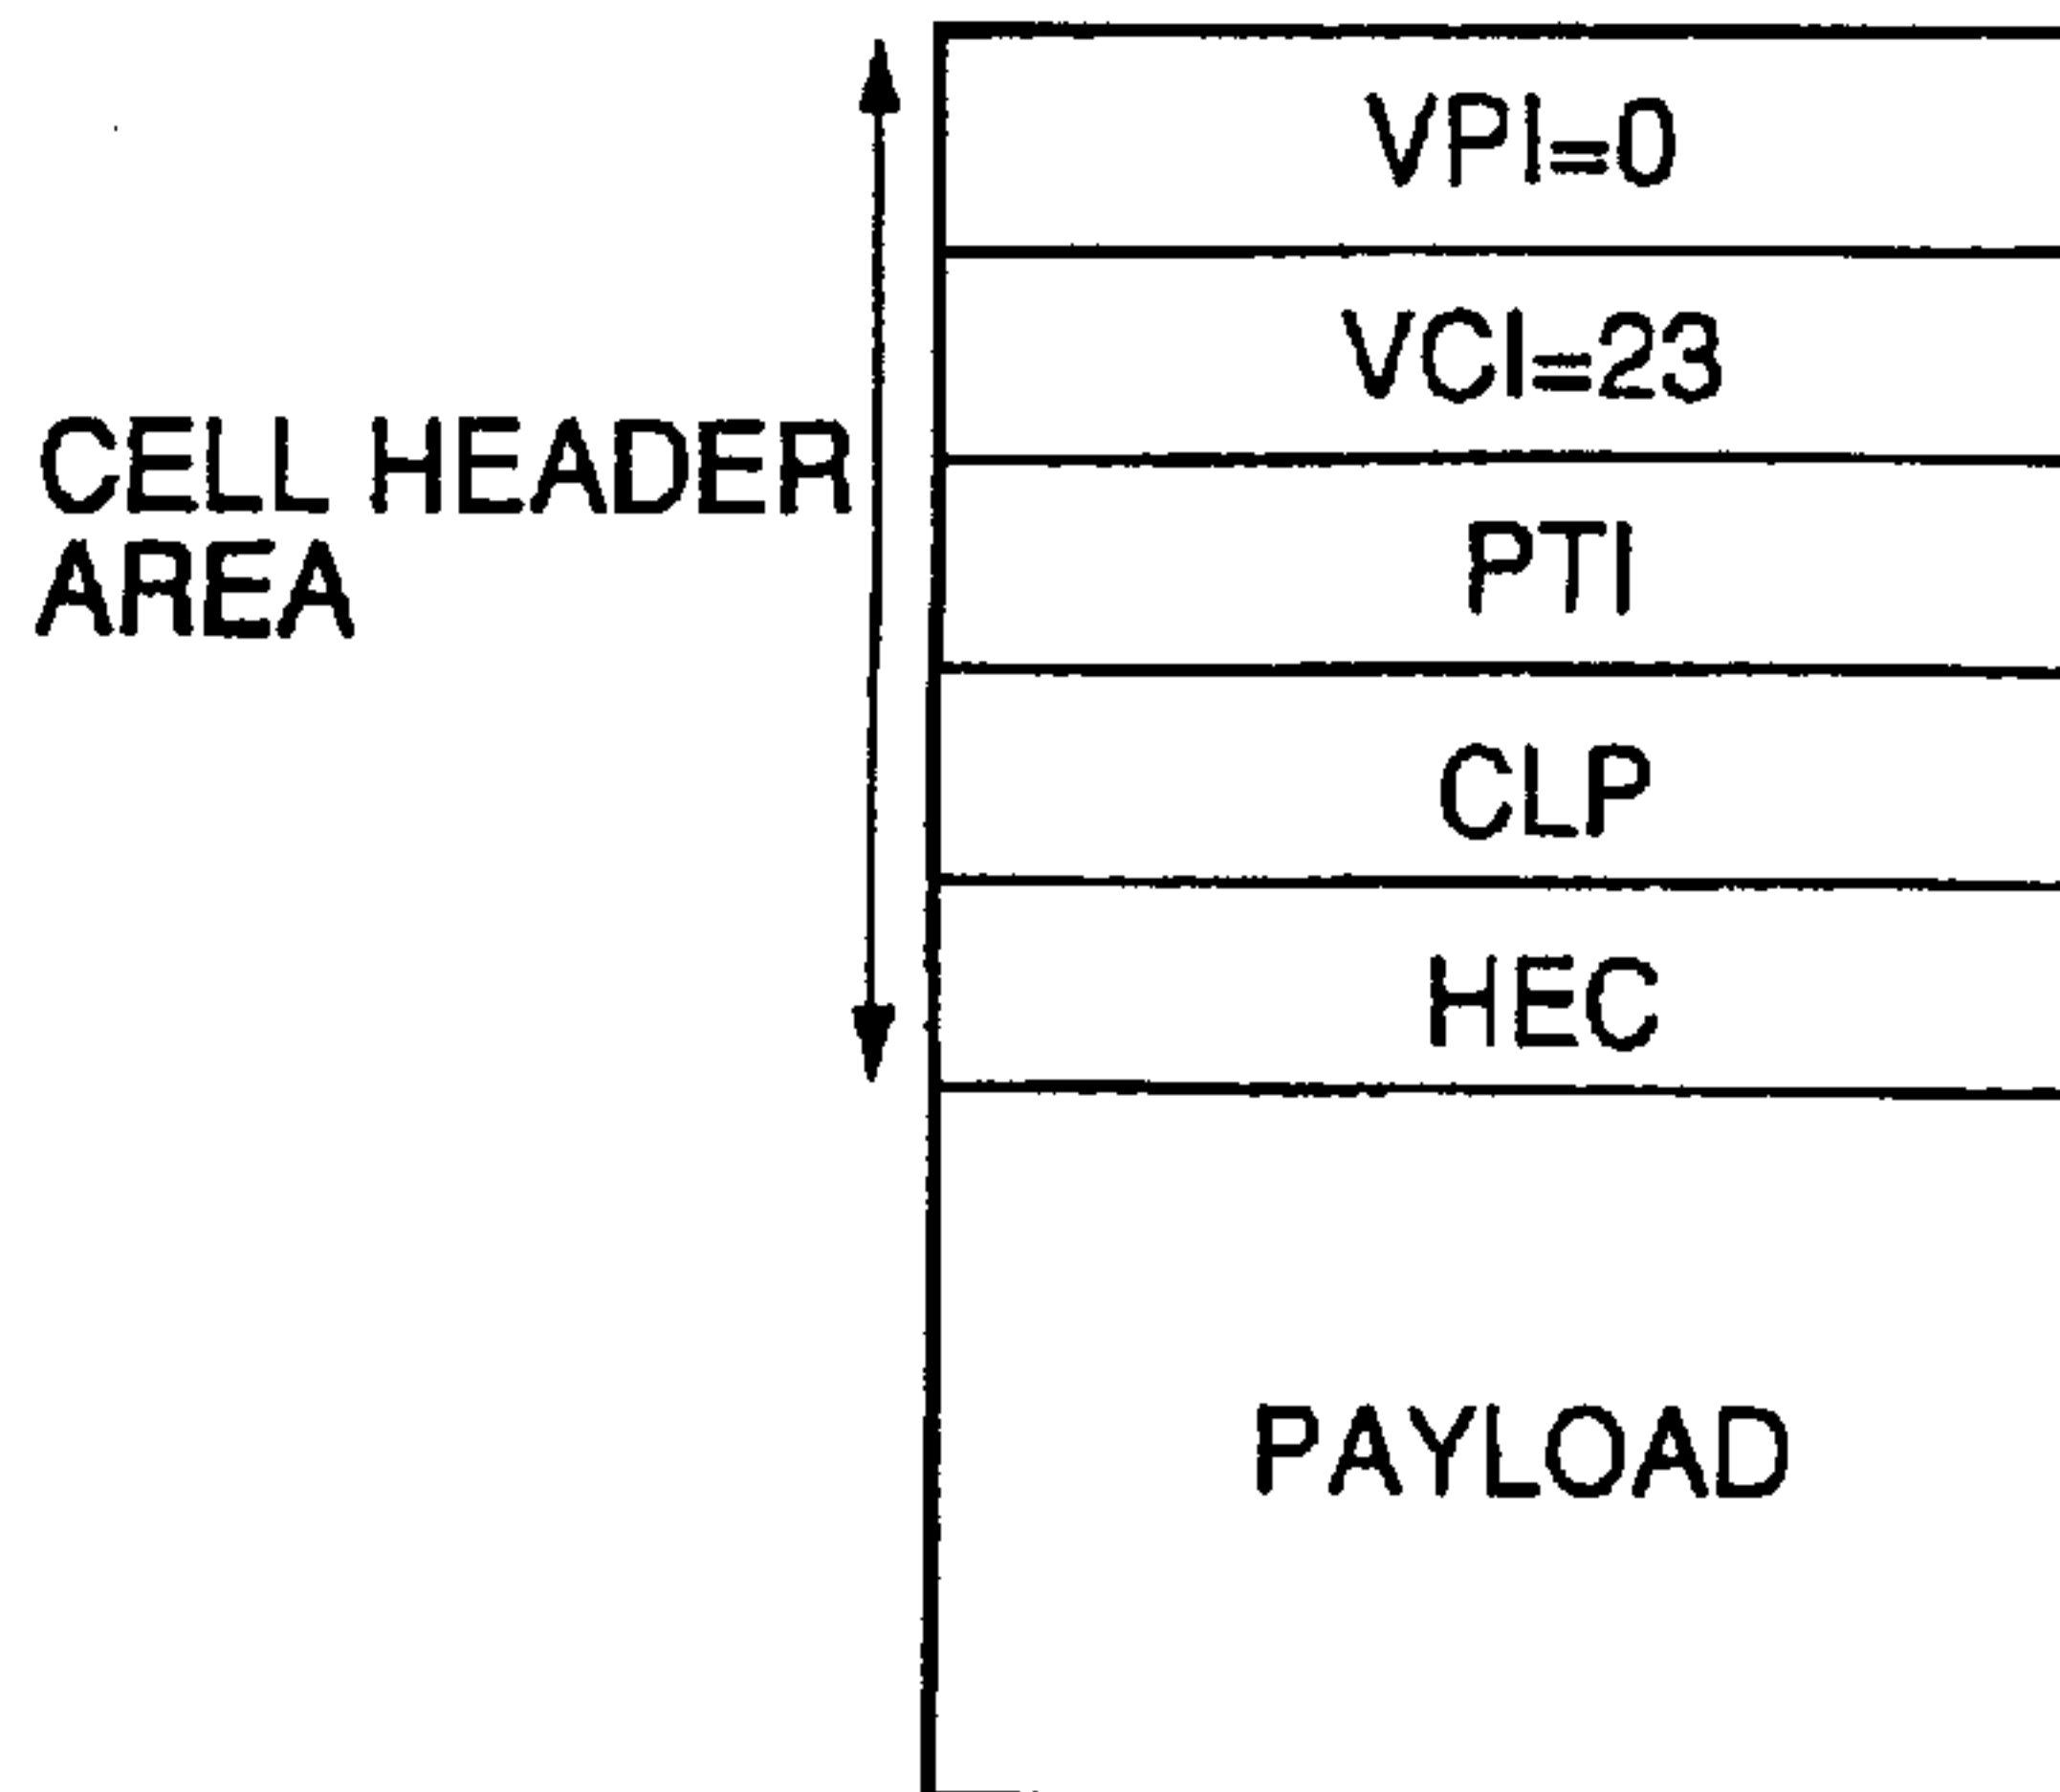 VPI=0
VCI=23
CELL HEADER
AREA
PTI
CLP
HEC
PAYLOAD